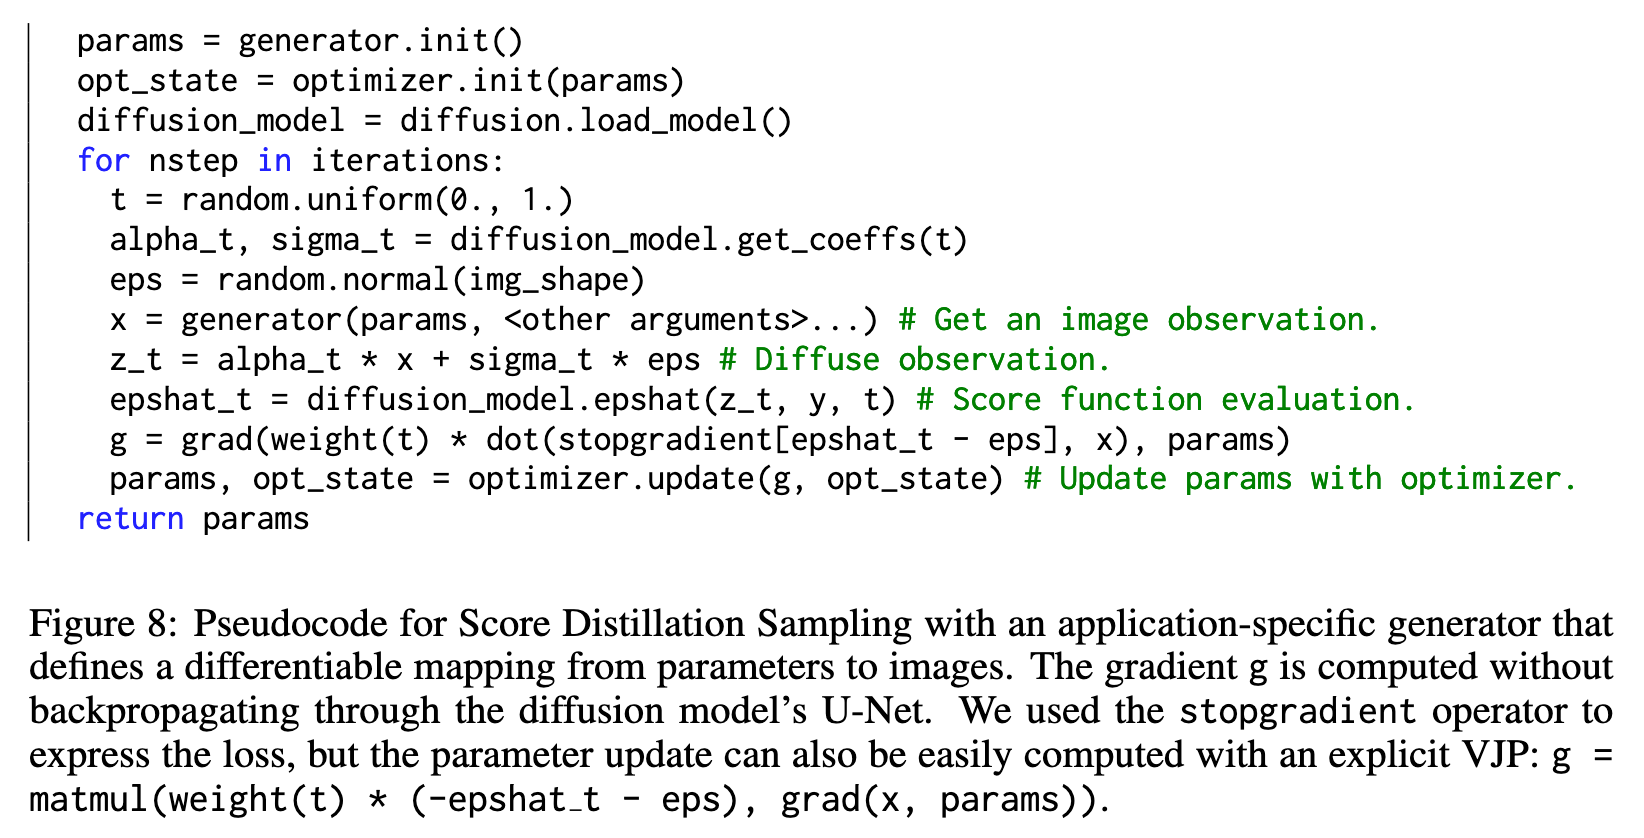 params = generator.init()
opt_state = optimizer.init(params)
diffusion_model = diffusion.load_model()
for nstep in iterations:
  t = random.uniform(0., 1.)
  alpha_t, sigma_t = diffusion_model.get_coeffs(t)
  eps = random.normal(img_shape)
  x = generator(params, <other arguments>...) # Get an image observation.
  z_t = alpha_t * x + sigma_t * eps # Diffuse observation.
  epshat_t = diffusion_model.epshat(z_t, y, t) # Score function evaluation.
  g = grad(weight(t) * dot(stopgradient[epshat_t - eps], x), params)
  params, opt_state = optimizer.update(g, opt_state) # Update params with optimizer.
return params
Figure 8: Pseudocode for Score Distillation Sampling with an application-specific generator that
defines a differentiable mapping from parameters to images. The gradient g is computed without
backpropagating through the diffusion model's U-Net. We used the stopgradient operator to
express the loss, but the parameter update can also be easily computed with an explicit VJP: g =
matmul(weight(t) * (-epshat_t - eps), grad(x, params)).